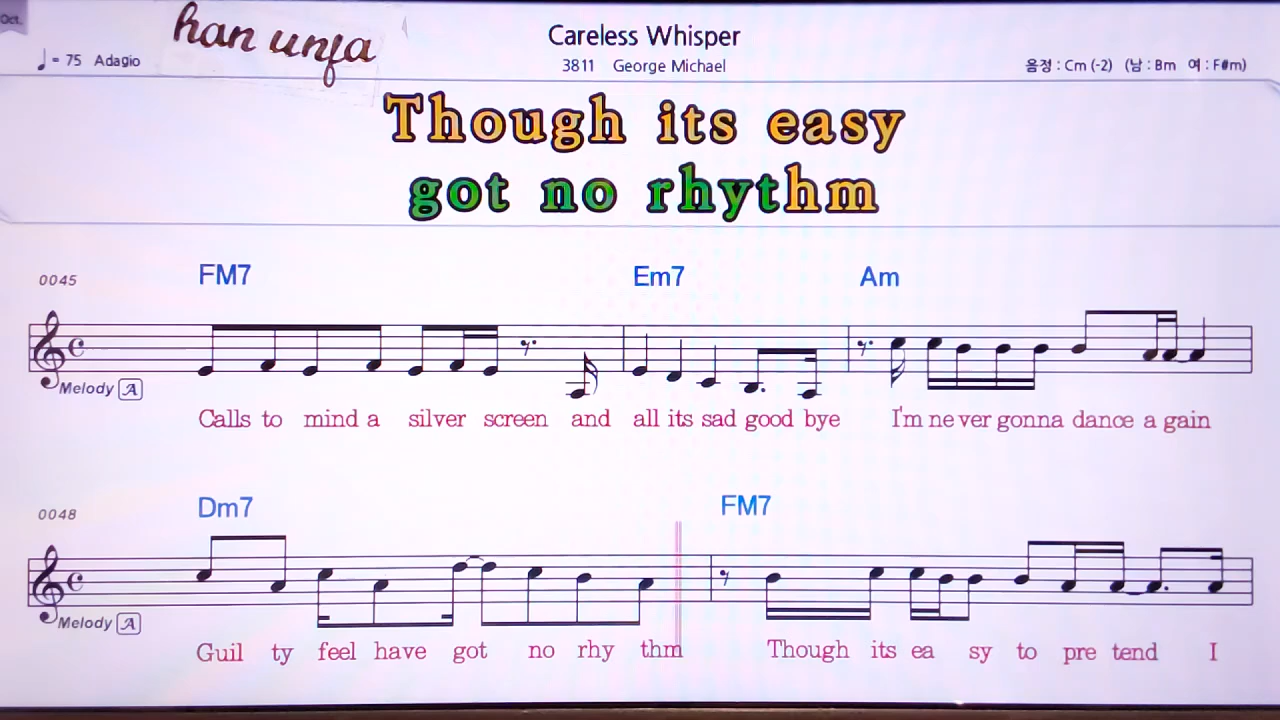 Oct.
han unja
Careless Whisper
♩= 75 Adagio
3811 George Michael
음정 : Cm (-2) (남 : Bm 여 : F#m)
Though its easy
got no rhythm
0045
FM7 Em7 Am
Melody A
Calls to mind a silver screen and all its sad good bye I'm ne ver gonna dance a gain
0048
Dm7 FM7
Melody A
Guil ty feel have got no rhy thm Though its ea sy to pre tend I